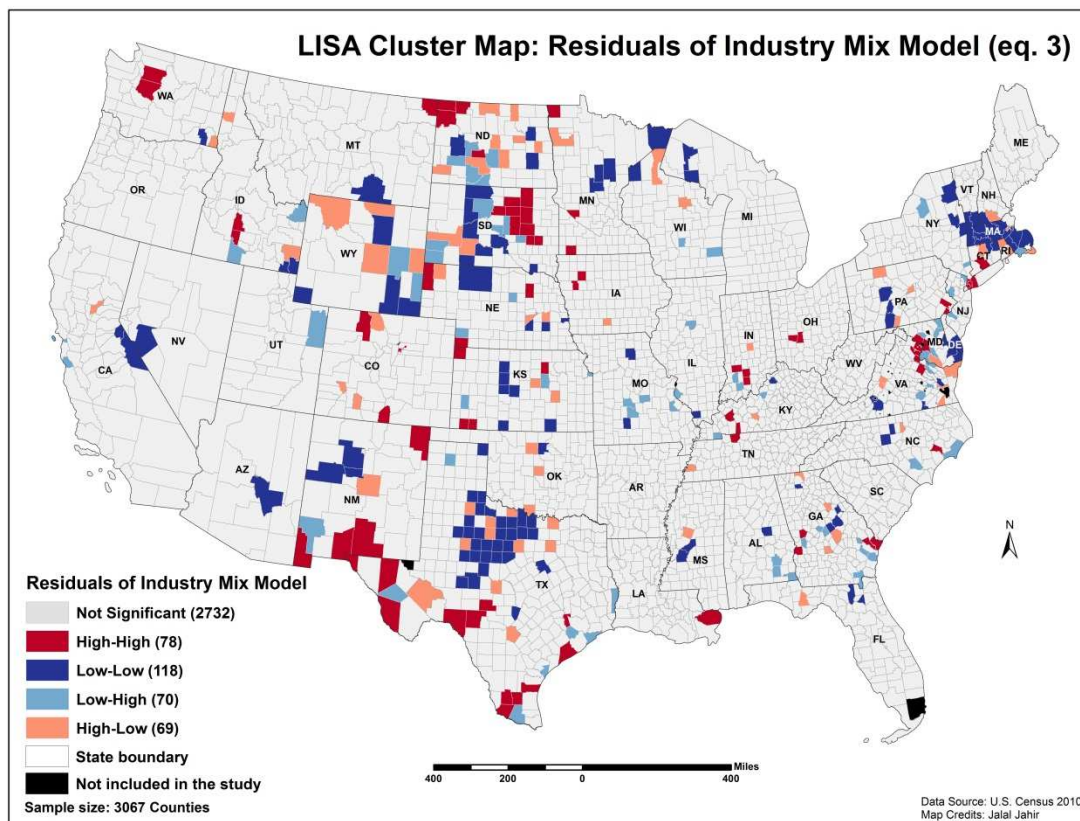 LISA Cluster Map: Residuals of Industry Mix Model (eq. 3)
WA
MT
ND
ME
OR
ID
MN
VT
NH
SD
WI
MI
NY
MA
WY
CT
RI
IA
PA
NE
NJ
NV
OH
UT
IN
MD
DE
IL
CA
CO
WV
KS
MO
VA
KY
NC
TN
AZ
OK
NM
AR
SC
GA
N
MS
AL
TX
LA
FL
Residuals of Industry Mix Model
Not Significant (2732)
High-High (78)
Low-Low (118)
Low-High (70)
High-Low (69)
State boundary
Not included in the study
Sample size: 3067 Counties
Miles
400 200 0 400
Data Source: U.S. Census 2010
Map Credits: Jalal Jahir